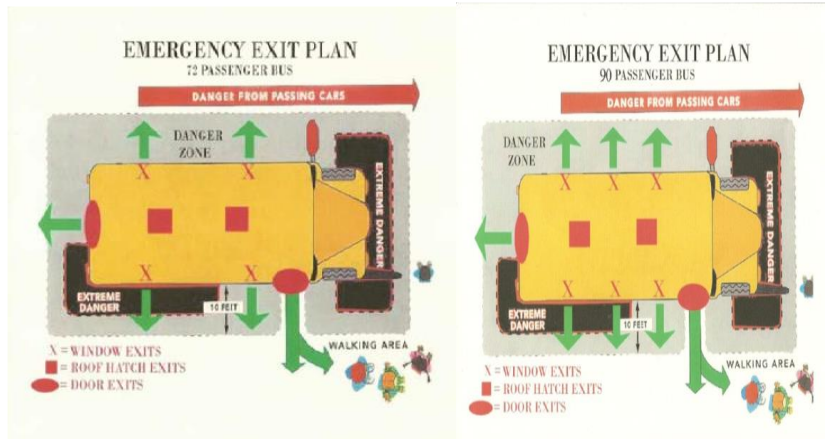 EMERGENCY EXIT PLAN
72 PASSENGER BUS
DANGER FROM PASSING CARS
DANGER
ZONE
X
X
EXTREME DANGER
X
X
EXTREME
DANGER
10 FEET
WALKING AREA
X = WINDOW EXITS
= ROOF HATCH EXITS
= DOOR EXITS
EMERGENCY EXIT PLAN
90 PASSENGER BUS
DANGER FROM PASSING CARS
DANGER
ZONE
X
X
X
EXTREME DANGER
X
X
X
EXTREME
DANGER
10 FEET
WALKING AREA
X = WINDOW EXITS
= ROOF HATCH EXITS
= DOOR EXITS